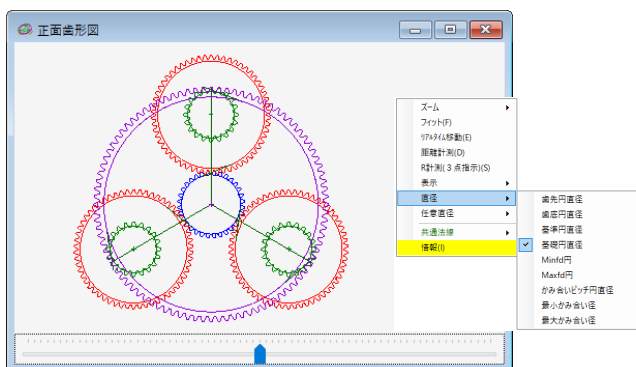 正面歯形図
ズーム
フィット(F)
リアルタイム移動(E)
距離計測(D)
R計測(３点指示)(S)
表示
直径
任意直径
共通法線
情報(I)
歯先円直径
歯底円直径
基準円直径
基礎円直径
Minfd円
Maxfd円
かみ合いピッチ円直径
最小かみ合い径
最大かみ合い径